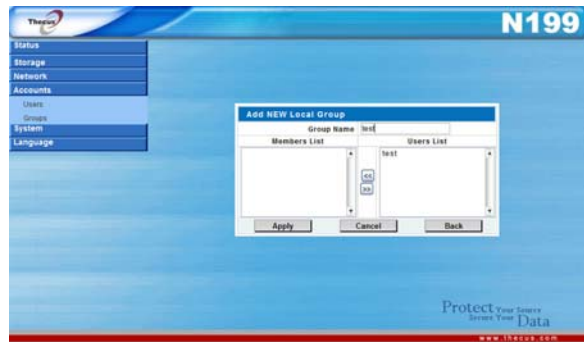 Thecus
N199
Status
Storage
Network
Accounts
Users
Groups
System
Language
Add NEW Local Group
Group Name test
Members List Users List
test
<<
>>
Apply Cancel Back
Protect Your Source
Secure Your Data
www.thecus.com